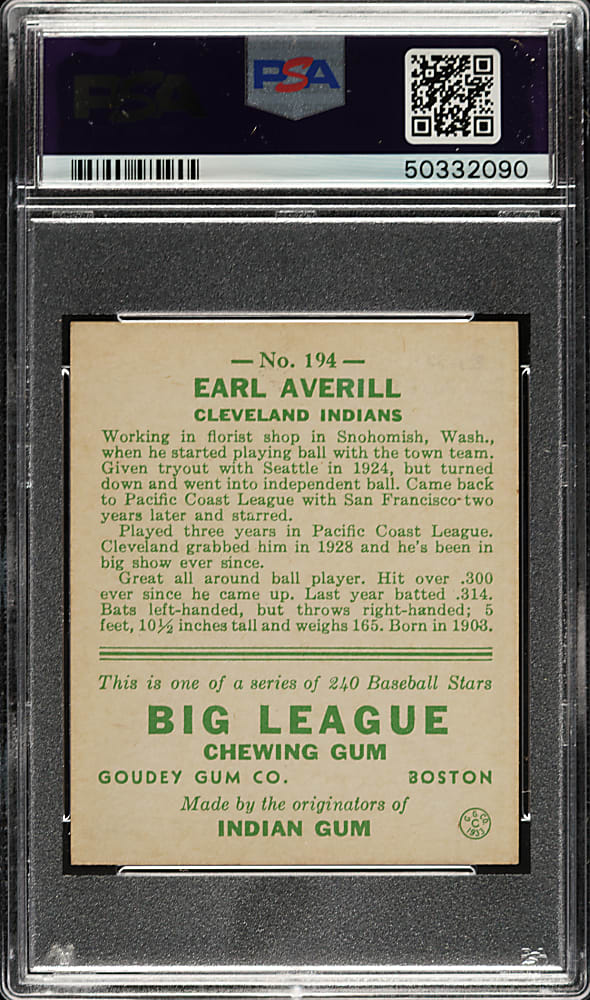 PSA
PSA
50332090
— No. 194 —
EARL AVERILL
CLEVELAND INDIANS
Working in florist shop in Snohomish, Wash.,
when he started playing ball with the town team.
Given tryout with Seattle in 1924, but turned
down and went into independent ball. Came back
to Pacific Coast League with San Francisco two
years later and starred.
Played three years in Pacific Coast League.
Cleveland grabbed him in 1928 and he's been in
big show ever since.
Great all around ball player. Hit over .300
ever since he came up. Last year batted .314.
Bats left-handed, but throws right-handed; 5
feet, 10½ inches tall and weighs 165. Born in 1903.
This is one of a series of 240 Baseball Stars
BIG LEAGUE
CHEWING GUM
GOUDEY GUM CO. BOSTON
Made by the originators of
INDIAN GUM
G. G. CO.
C
1933